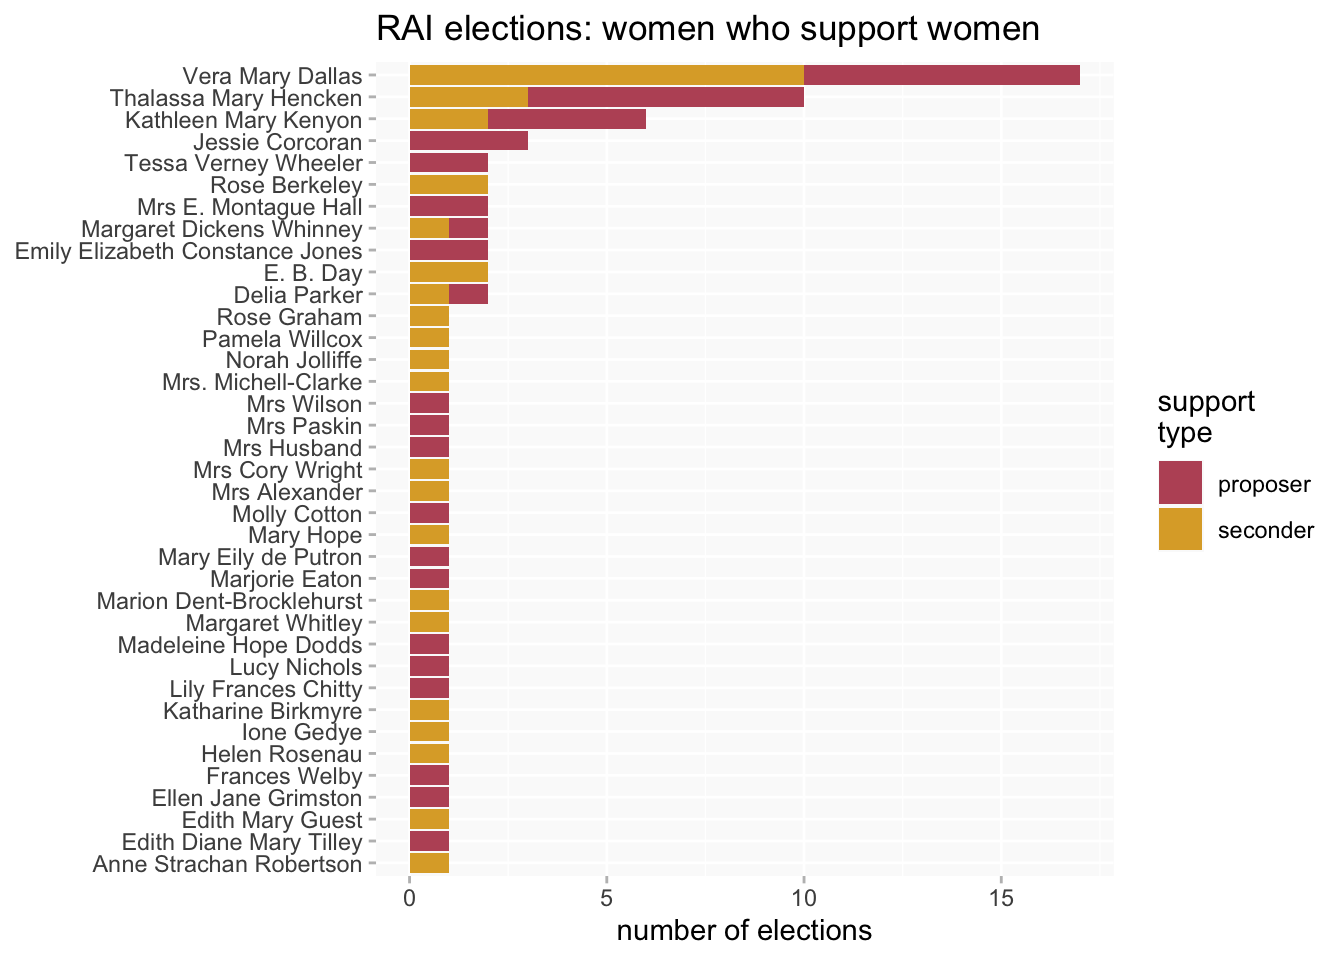 RAI elections: women who support women
Vera Mary Dallas
Thalassa Mary Hencken
Kathleen Mary Kenyon
Jessie Corcoran
Tessa Verney Wheeler
Rose Berkeley
Mrs E. Montague Hall
Margaret Dickens Whinney
Emily Elizabeth Constance Jones
E. B. Day
Delia Parker
Rose Graham
Pamela Willcox
Norah Jolliffe
Mrs. Michell-Clarke
Mrs Wilson
Mrs Paskin
Mrs Husband
Mrs Cory Wright
Mrs Alexander
Molly Cotton
Mary Hope
Mary Eily de Putron
Marjorie Eaton
Marion Dent-Brocklehurst
Margaret Whitley
Madeleine Hope Dodds
Lucy Nichols
Lily Frances Chitty
Katharine Birkmyre
Ione Gedye
Helen Rosenau
Frances Welby
Ellen Jane Grimston
Edith Mary Guest
Edith Diane Mary Tilley
Anne Strachan Robertson
0 5 10 15
number of elections
support
type
proposer
seconder